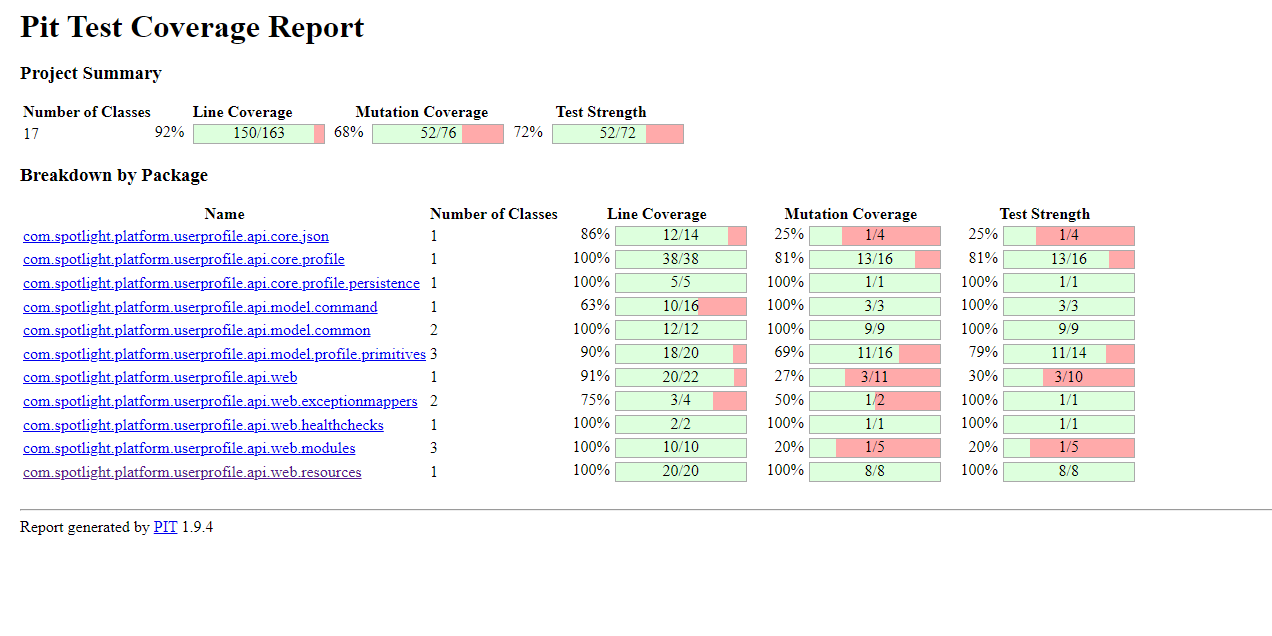 Pit Test Coverage Report
Project Summary
Number of Classes Line Coverage Mutation Coverage Test Strength
17 92% 150/163 68% 52/76 72% 52/72
Breakdown by Package
Name Number of Classes Line Coverage Mutation Coverage Test Strength
com.spotlight.platform.userprofile.api.core.json 1 86% 12/14 25% 1/4 25% 1/4
com.spotlight.platform.userprofile.api.core.profile 1 100% 38/38 81% 13/16 81% 13/16
com.spotlight.platform.userprofile.api.core.profile.persistence 1 100% 5/5 100% 1/1 100% 1/1
com.spotlight.platform.userprofile.api.model.command 1 63% 10/16 100% 3/3 100% 3/3
com.spotlight.platform.userprofile.api.model.common 2 100% 12/12 100% 9/9 100% 9/9
com.spotlight.platform.userprofile.api.model.profile.primitives 3 90% 18/20 69% 11/16 79% 11/14
com.spotlight.platform.userprofile.api.web 1 91% 20/22 27% 3/11 30% 3/10
com.spotlight.platform.userprofile.api.web.exceptionmappers 2 75% 3/4 50% 1/2 100% 1/1
com.spotlight.platform.userprofile.api.web.healthchecks 1 100% 2/2 100% 1/1 100% 1/1
com.spotlight.platform.userprofile.api.web.modules 3 100% 10/10 20% 1/5 20% 1/5
com.spotlight.platform.userprofile.api.web.resources 1 100% 20/20 100% 8/8 100% 8/8
Report generated by PIT 1.9.4